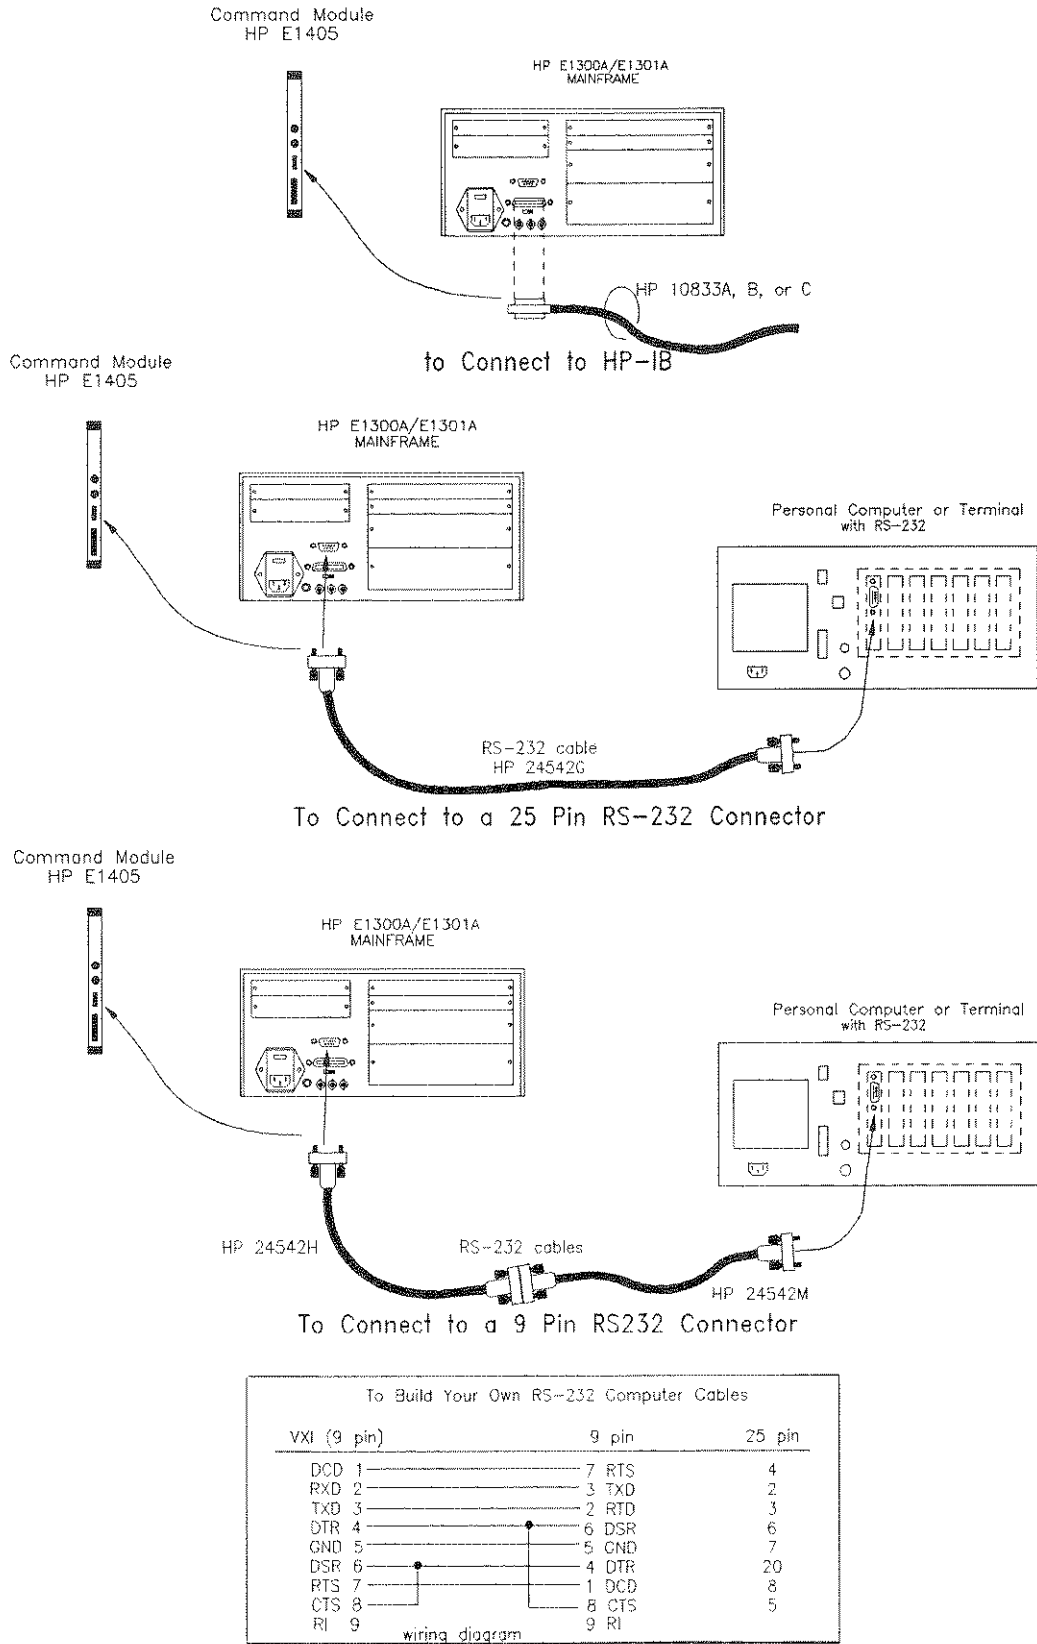 Command Module
HP E1405
HP E1300A/E1301A
MAINFRAME
HP 10833A, B, or C
to Connect to HP-IB
Command Module
HP E1405
HP E1300A/E1301A
MAINFRAME
Personal Computer or Terminal
with RS-232
RS-232 cable
HP 24542G
To Connect to a 25 Pin RS-232 Connector
Command Module
HP E1405
HP E1300A/E1301A
MAINFRAME
Personal Computer or Terminal
with RS-232
HP 24542H
RS-232 cables
HP 24542M
To Connect to a 9 Pin RS232 Connector
To Build Your Own RS-232 Computer Cables
VXI (9 pin) 9 pin 25 pin
DCD 1 7 RTS 4
RXD 2 3 TXD 2
TXD 3 2 RTD 3
DTR 4 6 DSR 6
GND 5 5 GND 7
DSR 6 4 DTR 20
RTS 7 1 DCD 8
CTS 8 8 CTS 5
RI 9 9 RI
wiring diagram